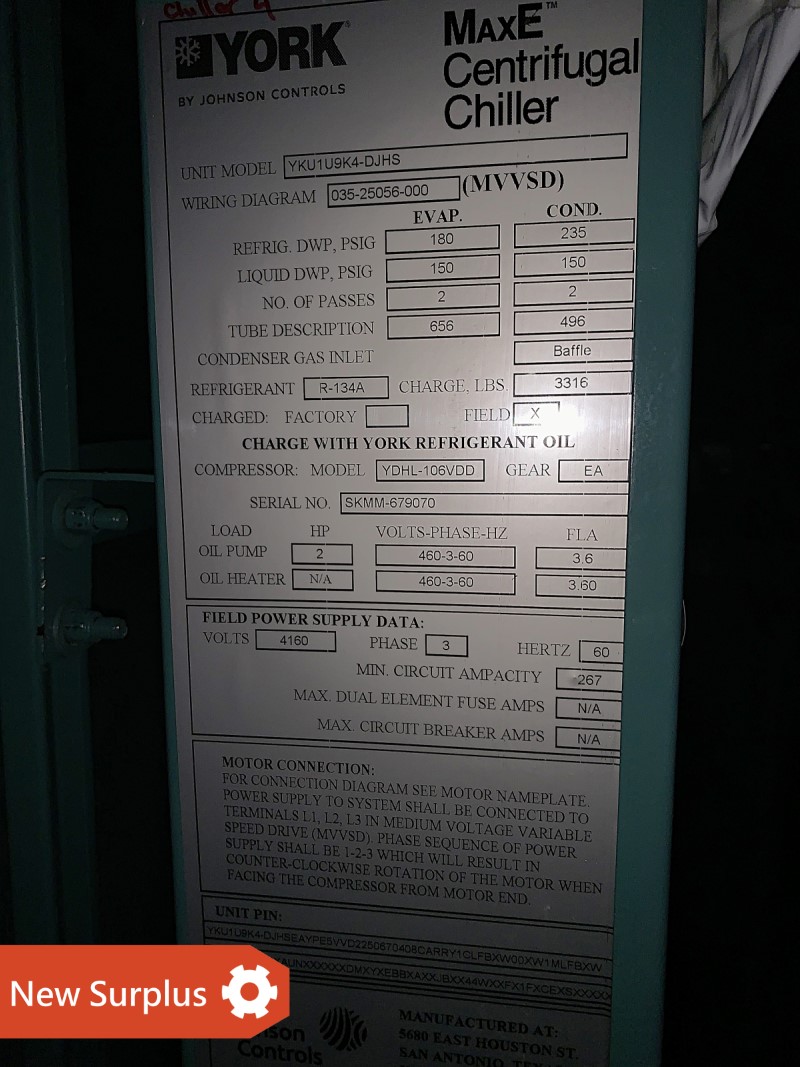 Chiller 4
YORK®
BY JOHNSON CONTROLS
MAXE™
Centrifugal
Chiller
UNIT MODEL YKU1U9K4-DJHS
WIRING DIAGRAM 035-25056-000 (MVVSD)
EVAP. COND.
REFRIG. DWP, PSIG 180 235
LIQUID DWP, PSIG 150 150
NO. OF PASSES 2 2
TUBE DESCRIPTION 656 496
CONDENSER GAS INLET Baffle
REFRIGERANT R-134A CHARGE, LBS. 3316
CHARGED: FACTORY FIELD X
CHARGE WITH YORK REFRIGERANT OIL
COMPRESSOR: MODEL YDHL-106VDD GEAR EA
SERIAL NO. SKMM-679070
LOAD HP VOLTS-PHASE-HZ FLA
OIL PUMP 2 460-3-60 3.6
OIL HEATER N/A 460-3-60 3.60
FIELD POWER SUPPLY DATA:
VOLTS 4160 PHASE 3 HERTZ 60
MIN. CIRCUIT AMPACITY 267
MAX. DUAL ELEMENT FUSE AMPS N/A
MAX. CIRCUIT BREAKER AMPS N/A
MOTOR CONNECTION:
FOR CONNECTION DIAGRAM SEE MOTOR NAMEPLATE.
POWER SUPPLY TO SYSTEM SHALL BE CONNECTED TO
TERMINALS L1, L2, L3 IN MEDIUM VOLTAGE VARIABLE
SPEED DRIVE (MVVSD). PHASE SEQUENCE OF POWER
SUPPLY SHALL BE 1-2-3 WHICH WILL RESULT IN
COUNTER-CLOCKWISE ROTATION OF THE MOTOR WHEN
FACING THE COMPRESSOR FROM MOTOR END.
UNIT PIN:
New Surplus
Controls
MANUFACTURED AT:
5680 EAST HOUSTON ST.
SAN ANTONIO,